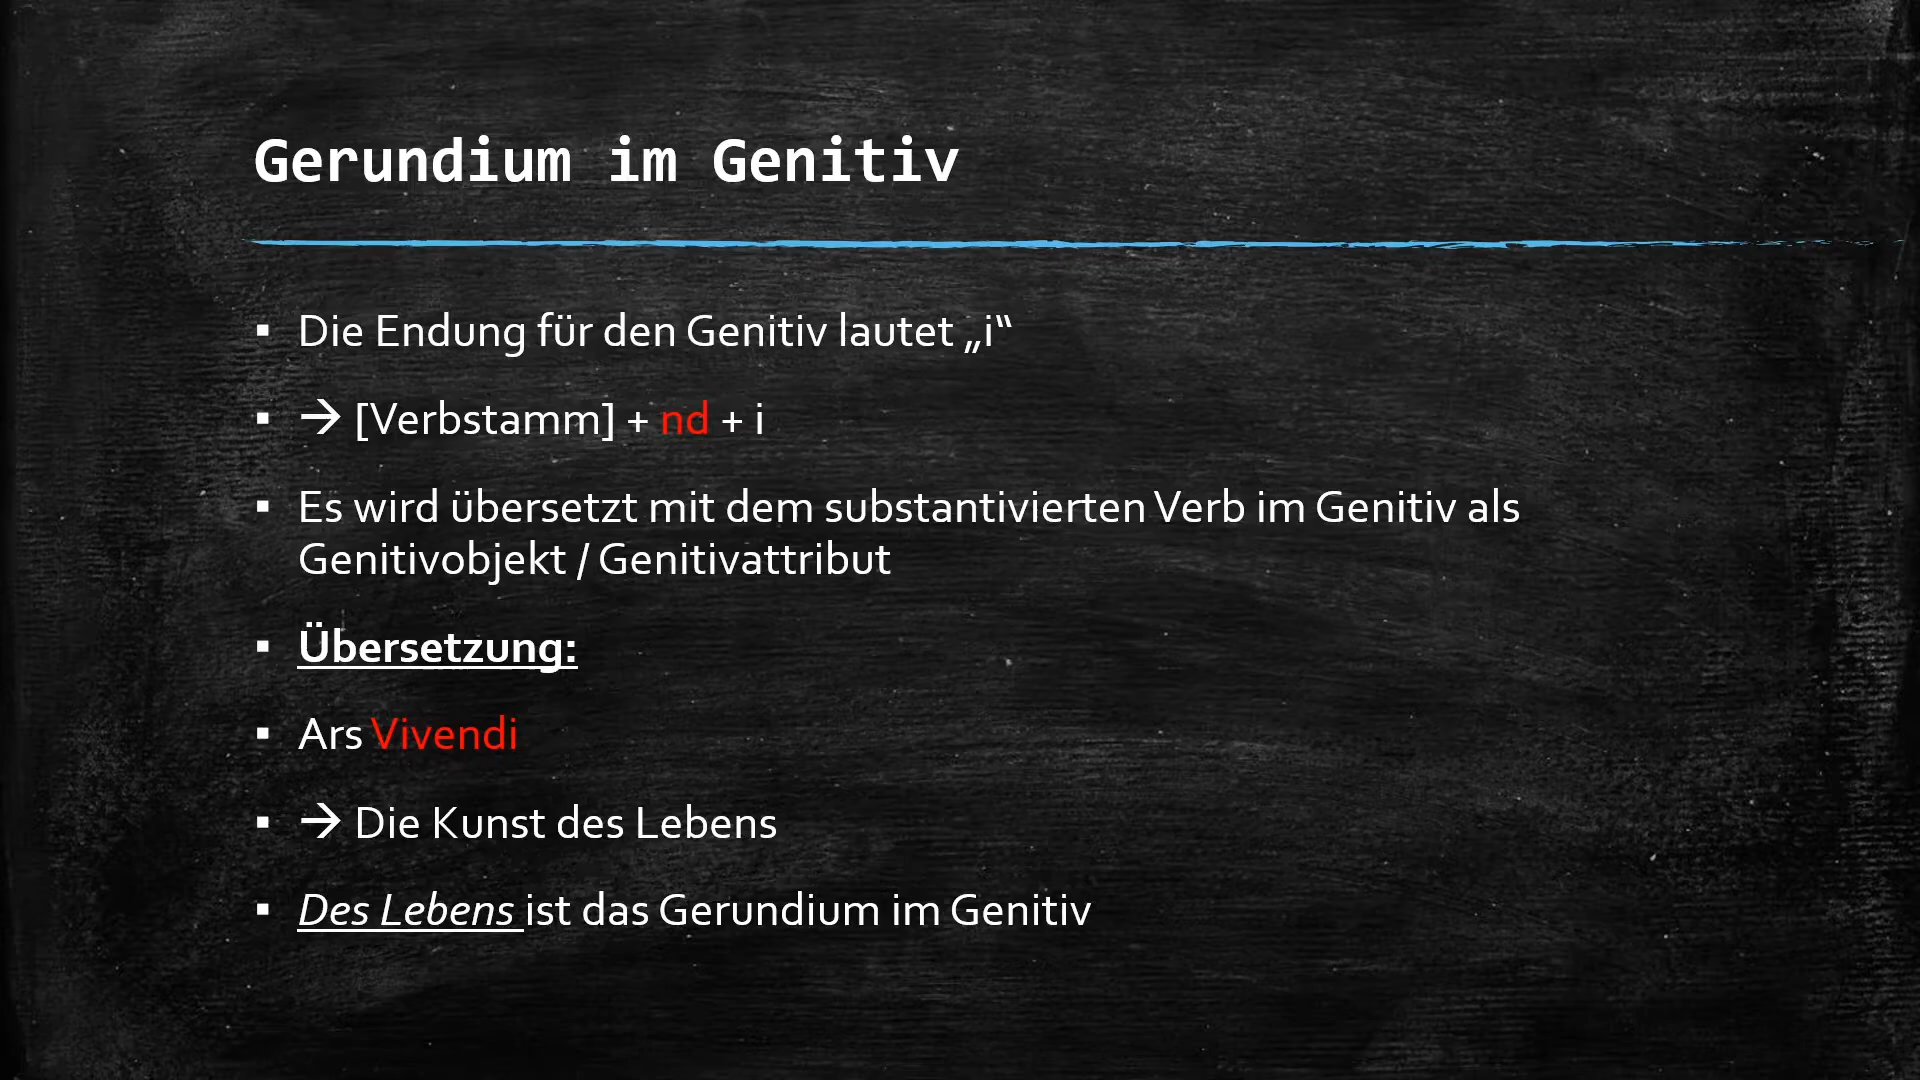 Gerundium im Genitiv
▪ Die Endung für den Genitiv lautet „i“
▪ → [Verbstamm] + nd + i
▪ Es wird übersetzt mit dem substantivierten Verb im Genitiv als
Genitivobjekt / Genitivattribut
▪ Übersetzung:
▪ Ars Vivendi
▪ → Die Kunst des Lebens
▪ Des Lebens ist das Gerundium im Genitiv